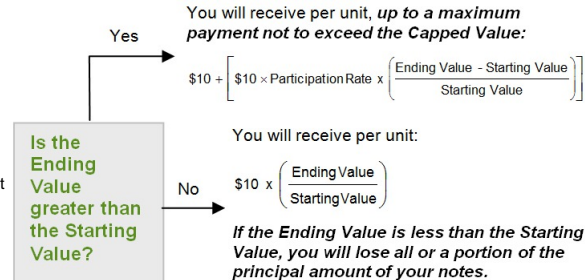 You will receive per unit, up to a maximum
payment not to exceed the Capped Value:
Yes
$10 + [ $10 × Participation Rate x ( Ending Value - Starting Value / Starting Value ) ]
Is the
Ending
Value
greater than
the Starting
Value?
t
No
You will receive per unit:
$10 x ( Ending Value / Starting Value )
If the Ending Value is less than the Starting
Value, you will lose all or a portion of the
principal amount of your notes.